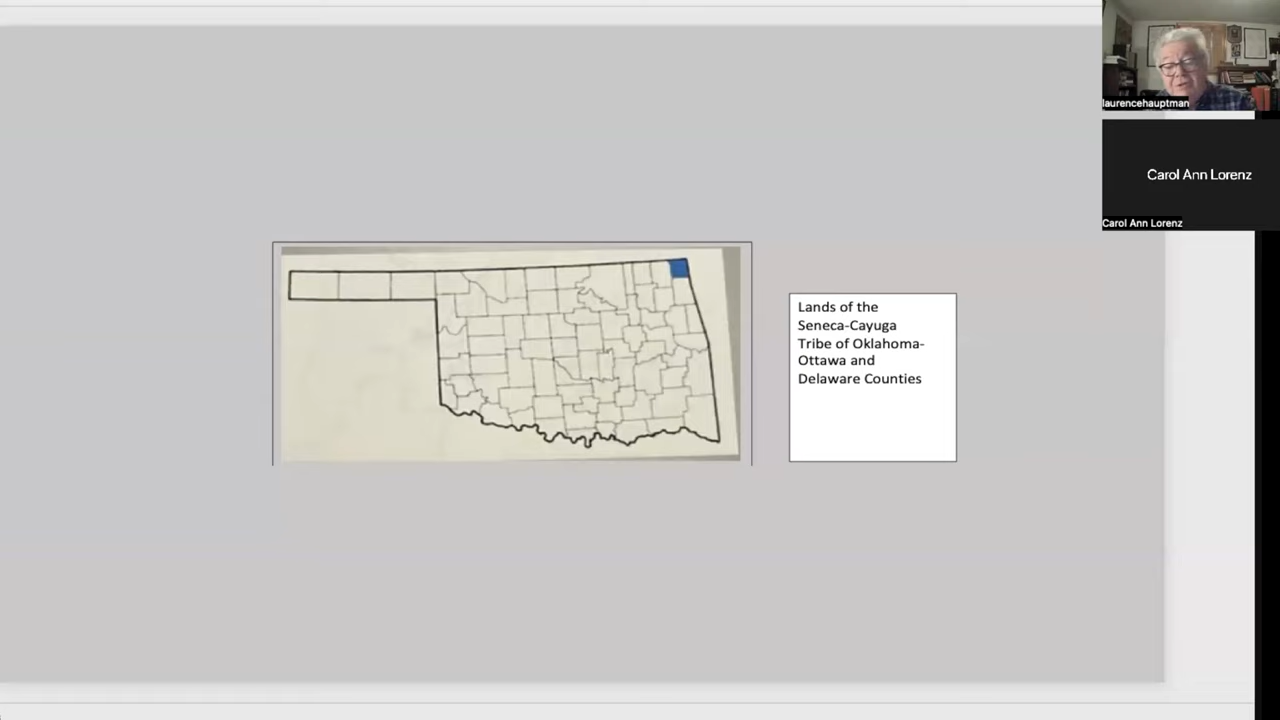 laurencehauptman
Carol Ann Lorenz
Carol Ann Lorenz
Lands of the
Seneca-Cayuga
Tribe of Oklahoma-
Ottawa and
Delaware Counties